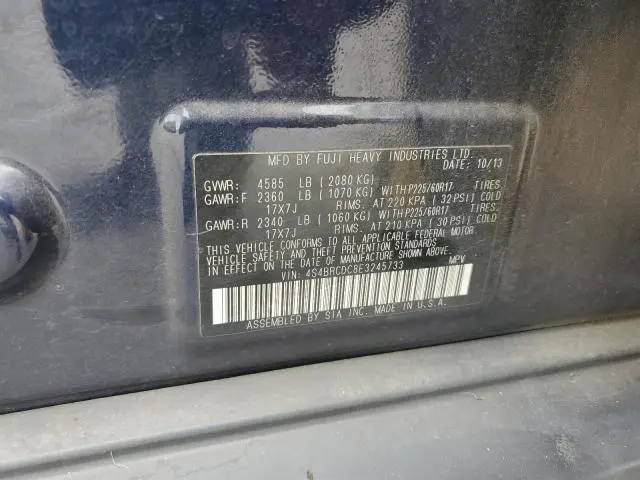 MFD BY FUJI HEAVY INDUSTRIES LTD.
DATE: 10/13
GVWR: 4585 LB ( 2080 KG)
GAWR:F 2360 LB ( 1070 KG) WITH P225/60R17 TIRES.
17X7J RIMS. AT 220 KPA ( 32 PSI) COLD
GAWR:R 2340 LB ( 1060 KG) WITH P225/60R17 TIRES.
17X7J RIMS. AT 210 KPA ( 30 PSI) COLD
THIS VEHICLE CONFORMS TO ALL APPLICABLE FEDERAL MOTOR
VEHICLE SAFETY AND THEFT PREVENTION STANDARDS
IN EFFECT ON THE DATE OF MANUFACTURE SHOWN ABOVE.
VIN: 4S4BRCDC8E3245733 MPV
ASSEMBLED BY SIA INC. MADE IN U.S.A.